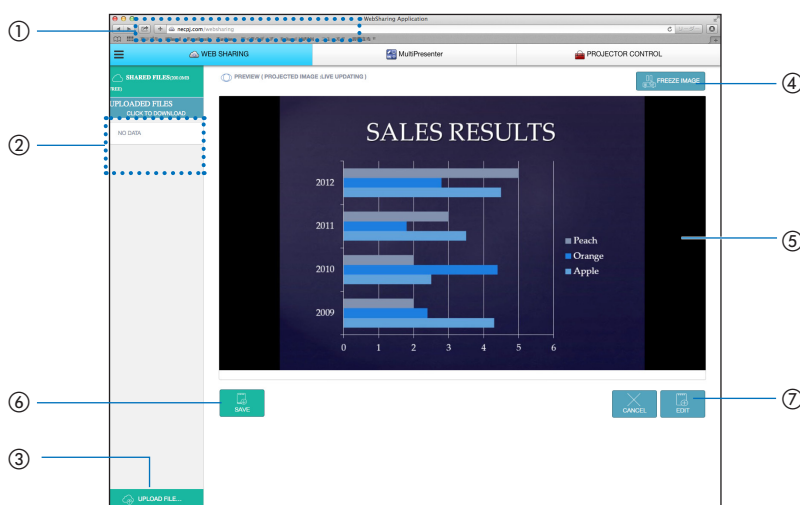 ①
WebSharing Application
necpj.com/websharing
WEB SHARING
MultiPresenter
PROJECTOR CONTROL
SHARED FILES
UPLOADED FILES
CLICK TO DOWNLOAD
NO DATA
②
PREVIEW ( PROJECTED IMAGE :LIVE UPDATING )
FREEZE IMAGE
④
SALES RESULTS
2012
2011
2010
2009
0 1 2 3 4 5 6
Peach
Orange
Apple
⑤
⑥
SAVE
CANCEL
EDIT
⑦
③
UPLOAD FILE...